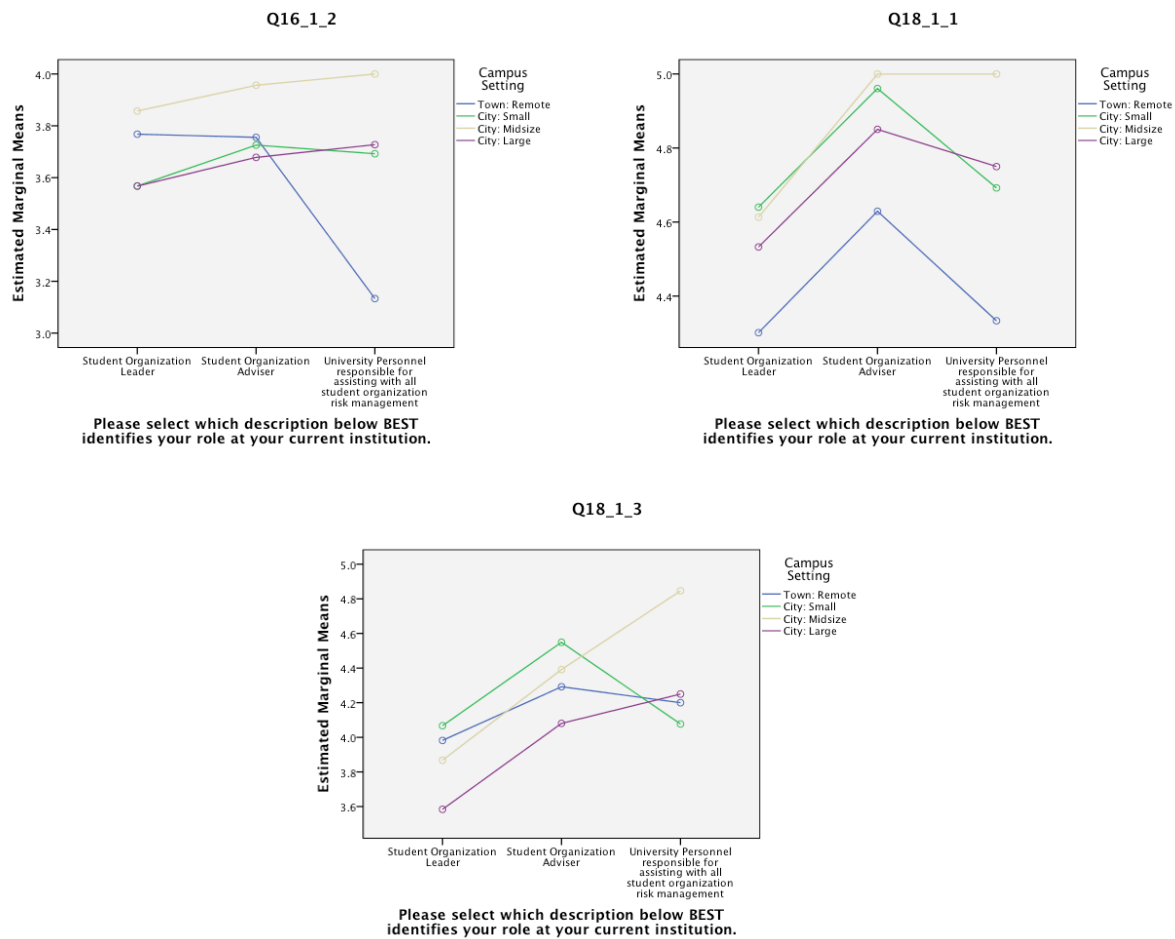 Q16_1_2
Estimated Marginal Means
4.0
3.8
3.6
3.4
3.2
3.0
Student Organization
Leader
Student Organization
Adviser
University Personnel
responsible for
assisting with all
student organization
risk management
Please select which description below BEST
identifies your role at your current institution.
Campus
Setting
Town: Remote
City: Small
City: Midsize
City: Large
Q18_1_1
Estimated Marginal Means
5.0
4.8
4.6
4.4
Student Organization
Leader
Student Organization
Adviser
University Personnel
responsible for
assisting with all
student organization
risk management
Please select which description below BEST
identifies your role at your current institution.
Campus
Setting
Town: Remote
City: Small
City: Midsize
City: Large
Q18_1_3
Estimated Marginal Means
5.0
4.8
4.6
4.4
4.2
4.0
3.8
3.6
Student Organization
Leader
Student Organization
Adviser
University Personnel
responsible for
assisting with all
student organization
risk management
Please select which description below BEST
identifies your role at your current institution.
Campus
Setting
Town: Remote
City: Small
City: Midsize
City: Large